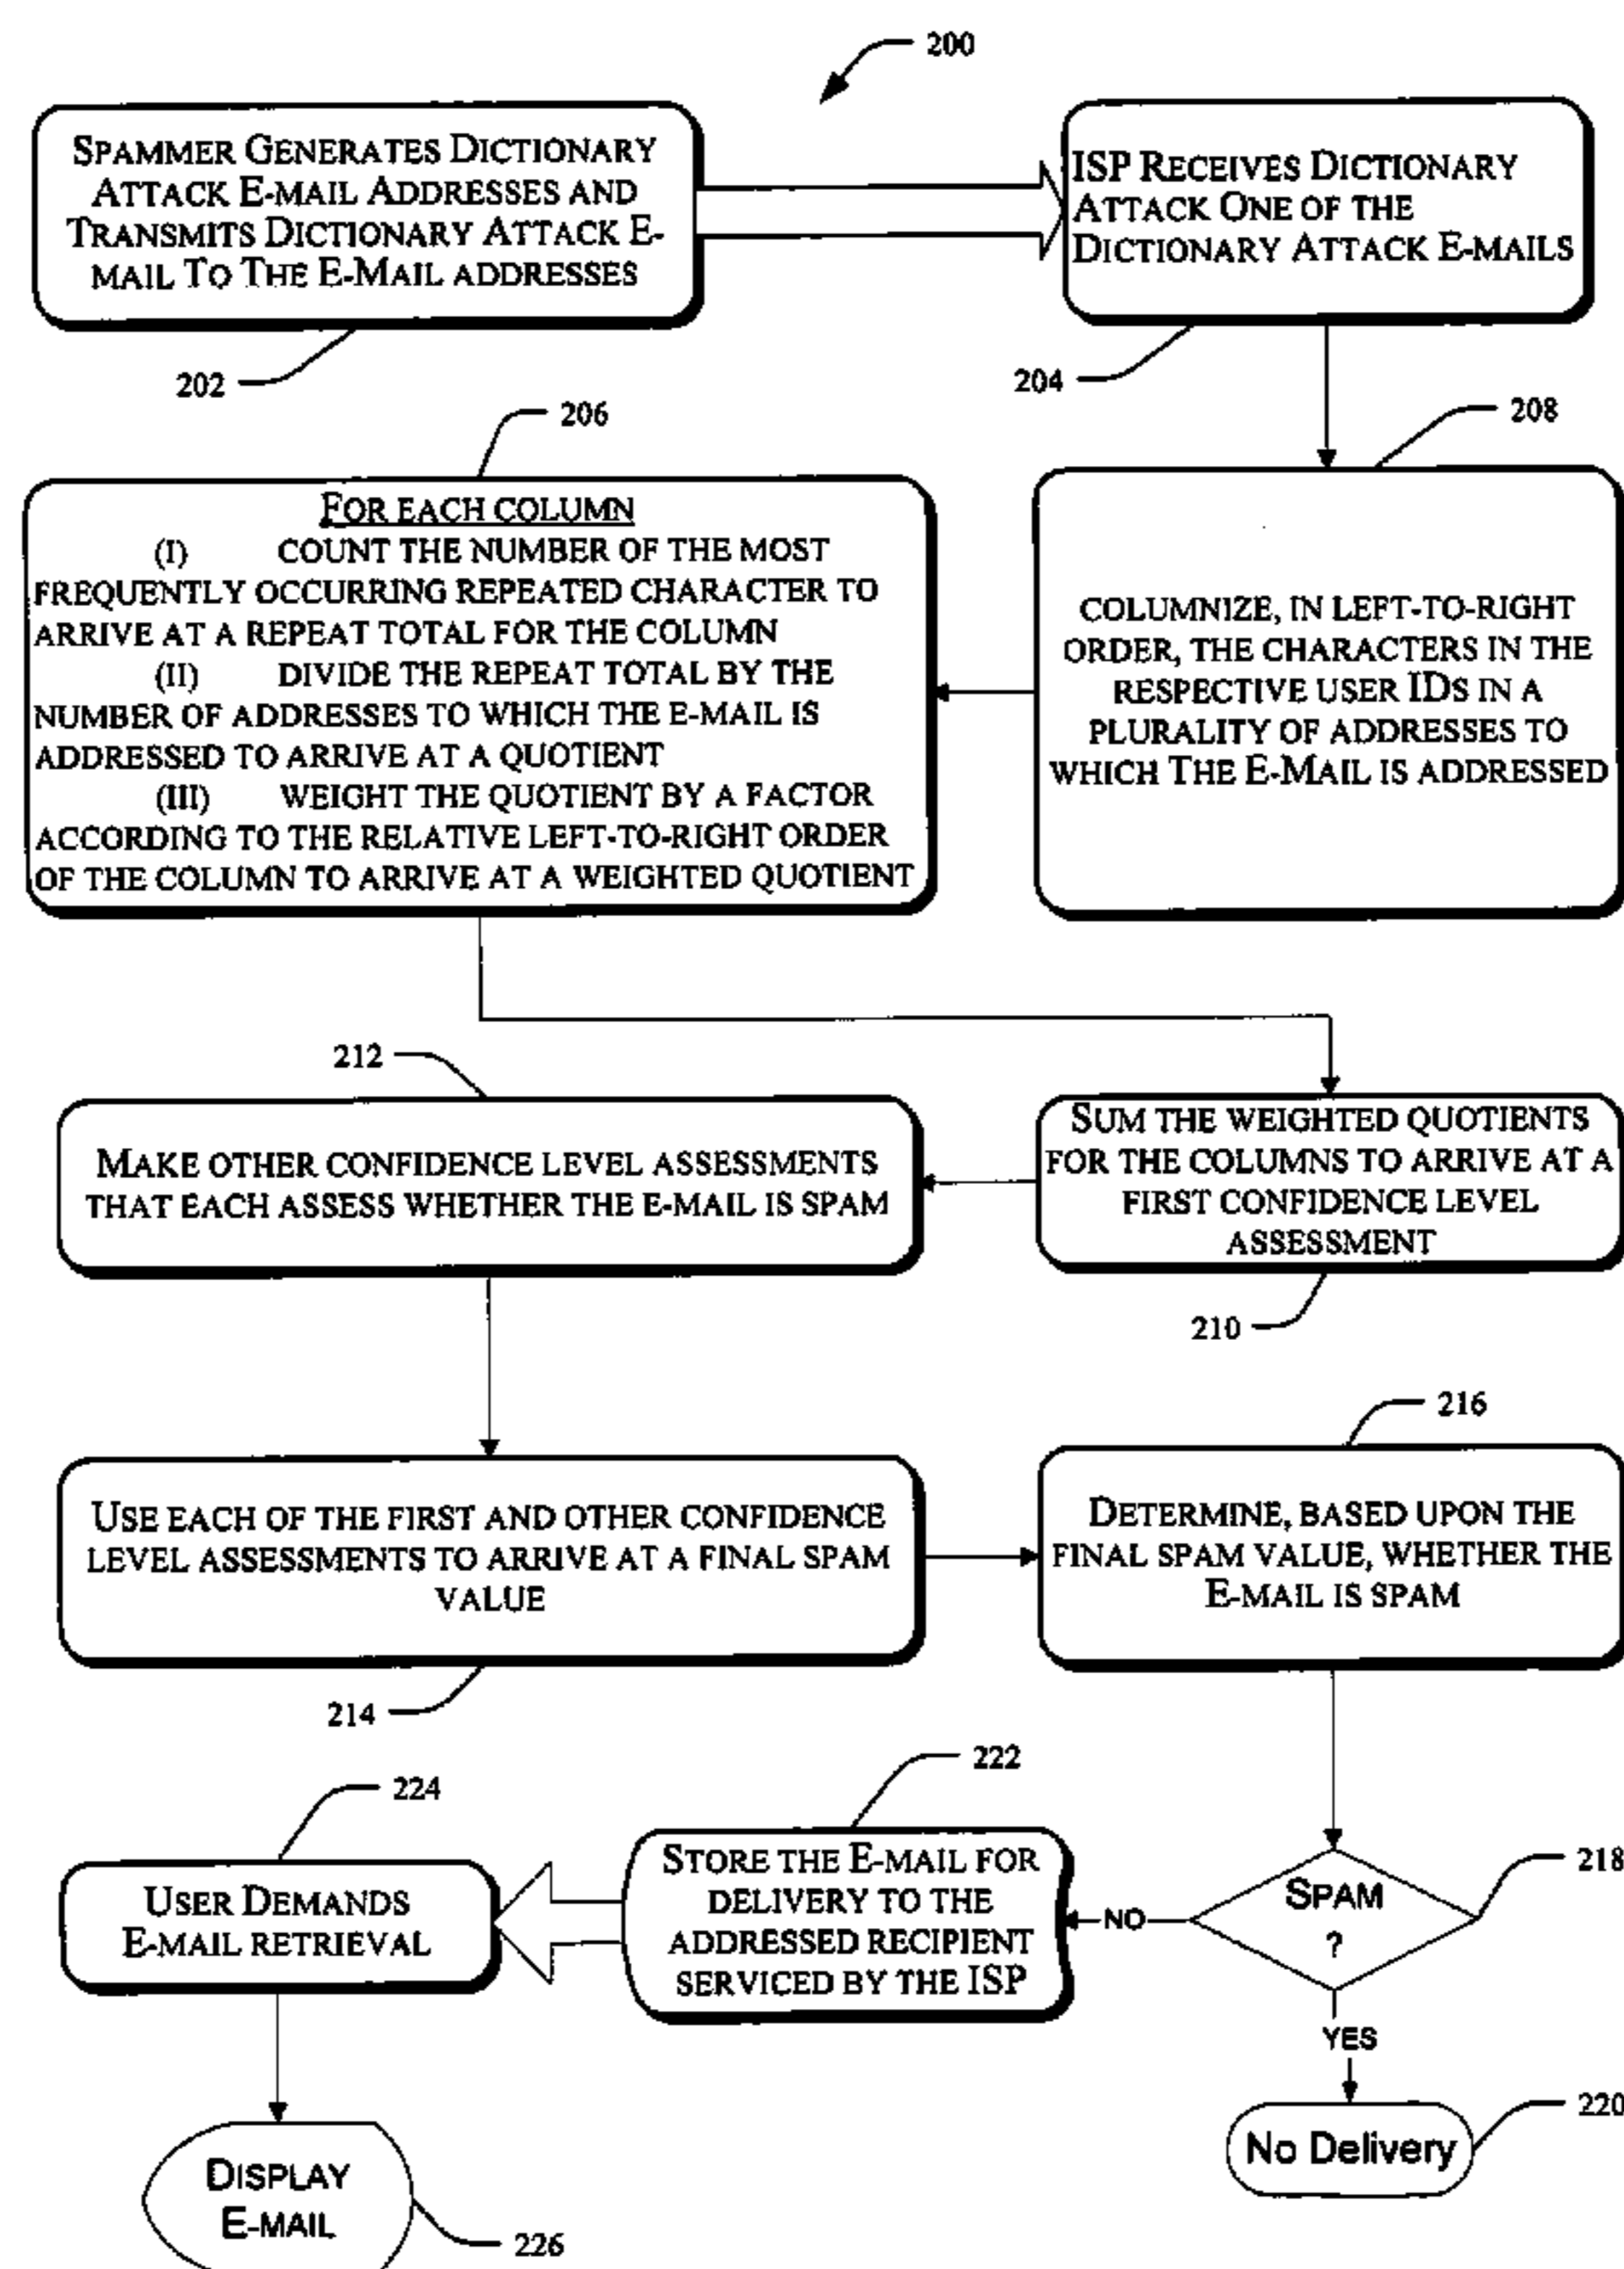 200
SPAMMER GENERATES DICTIONARY
ATTACK E-MAIL ADDRESSES AND
TRANSMITS DICTIONARY ATTACK E-
MAIL TO THE E-MAIL ADDRESSES
202
ISP RECEIVES DICTIONARY
ATTACK ONE OF THE
DICTIONARY ATTACK E-MAILS
204
208
COLUMNIZE, IN LEFT-TO-RIGHT
ORDER, THE CHARACTERS IN THE
RESPECTIVE USER IDS IN A
PLURALITY OF ADDRESSES TO
WHICH THE E-MAIL IS ADDRESSED
206
FOR EACH COLUMN
(I) COUNT THE NUMBER OF THE MOST
FREQUENTLY OCCURRING REPEATED CHARACTER TO
ARRIVE AT A REPEAT TOTAL FOR THE COLUMN
(II) DIVIDE THE REPEAT TOTAL BY THE
NUMBER OF ADDRESSES TO WHICH THE E-MAIL IS
ADDRESSED TO ARRIVE AT A QUOTIENT
(III) WEIGHT THE QUOTIENT BY A FACTOR
ACCORDING TO THE RELATIVE LEFT-TO-RIGHT ORDER
OF THE COLUMN TO ARRIVE AT A WEIGHTED QUOTIENT
SUM THE WEIGHTED QUOTIENTS
FOR THE COLUMNS TO ARRIVE AT A
FIRST CONFIDENCE LEVEL
ASSESSMENT
210
212
MAKE OTHER CONFIDENCE LEVEL ASSESSMENTS
THAT EACH ASSESS WHETHER THE E-MAIL IS SPAM
USE EACH OF THE FIRST AND OTHER CONFIDENCE
LEVEL ASSESSMENTS TO ARRIVE AT A FINAL SPAM
VALUE
214
216
DETERMINE, BASED UPON THE
FINAL SPAM VALUE, WHETHER THE
E-MAIL IS SPAM
218
SPAM
?
NO
YES
220
No Delivery
222
STORE THE E-MAIL FOR
DELIVERY TO THE
ADDRESSED RECIPIENT
SERVICED BY THE ISP
224
USER DEMANDS
E-MAIL RETRIEVAL
DISPLAY
E-MAIL
226